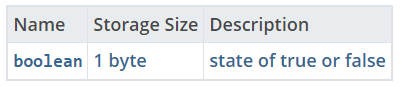 Name Storage Size Description
boolean 1 byte state of true or false